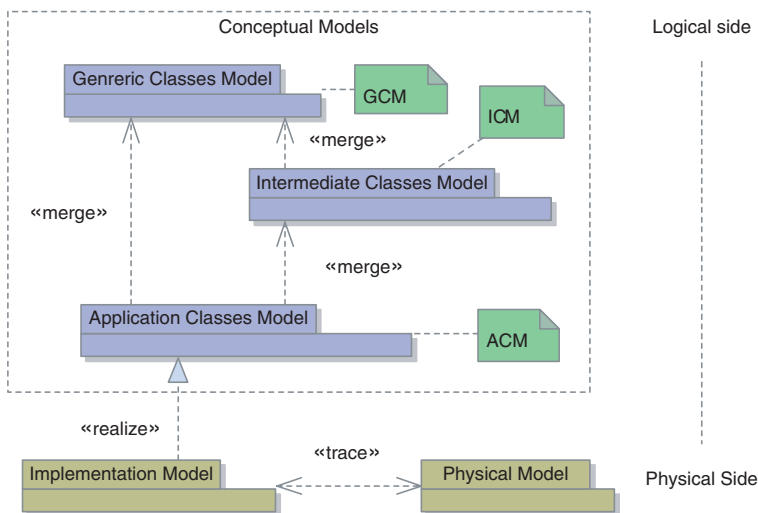 Conceptual Models
Logical side
Genreric Classes Model
GCM
ICM
«merge»
Intermediate Classes Model
«merge»
«merge»
Application Classes Model
ACM
«realize»
«trace»
Implementation Model
Physical Model
Physical Side